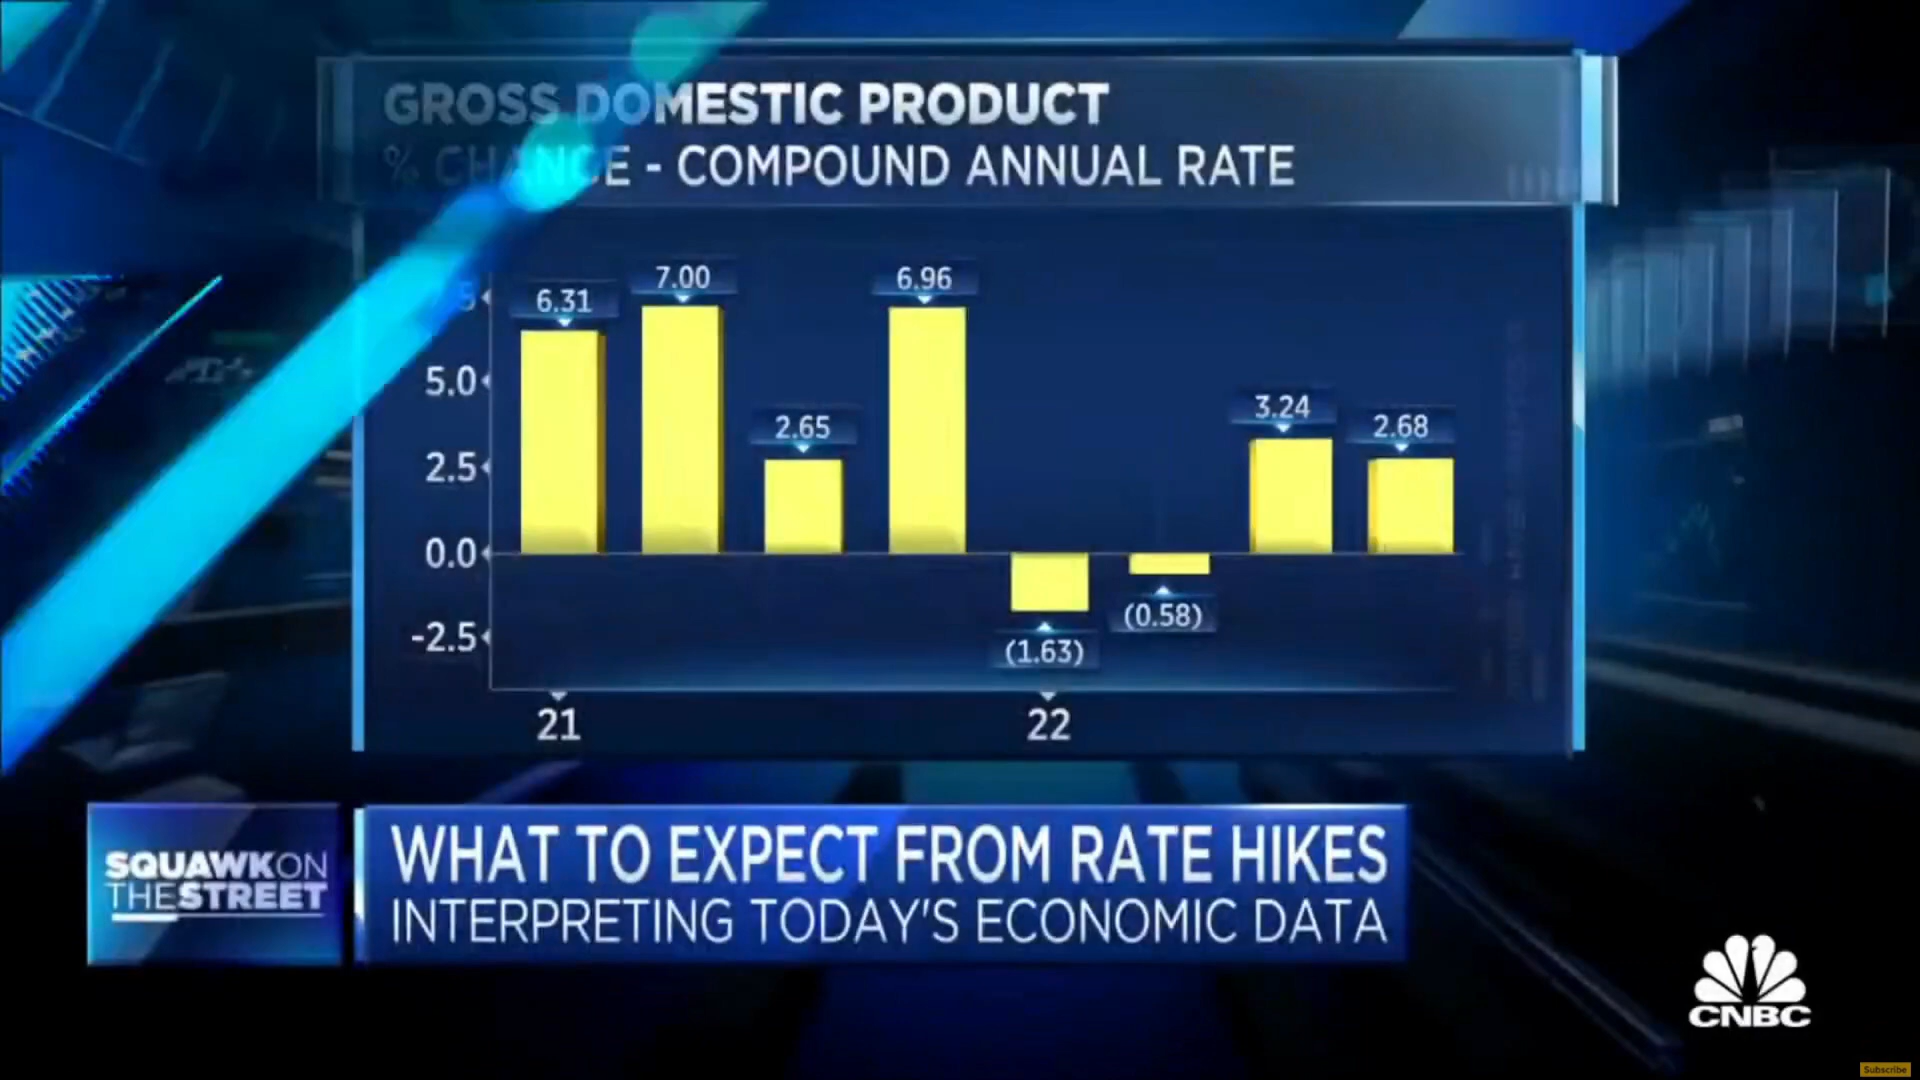 GROSS DOMESTIC PRODUCT
% CHANGE - COMPOUND ANNUAL RATE
6.31
7.00
2.65
6.96
(1.63)
(0.58)
3.24
2.68
5.0
2.5
0.0
-2.5
21
22
SQUAWK ON
THE STREET
WHAT TO EXPECT FROM RATE HIKES
INTERPRETING TODAY'S ECONOMIC DATA
CNBC
Subscribe